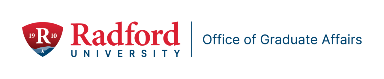 19 R 10
Radford
UNIVERSITY
Office of Graduate Affairs